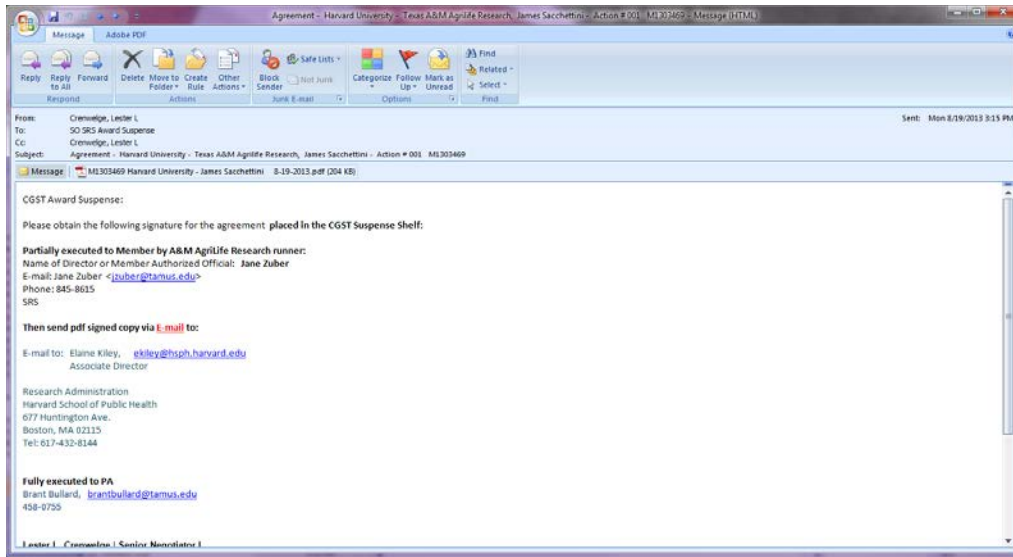 Agreement - Harvard University - Texas A&M Agrilife Research, James Sacchettini - Action # 001 M1303469 - Message (HTML)
Message Adobe PDF
Reply Reply to All Forward Delete Move to Folder Create Rule Other Actions Block Sender Safe Lists Not Junk Categorize Follow Up Mark as Unread Find Related Select
Respond Actions Junk E-mail Options Find
From: Crenwelge, Lester L Sent: Mon 8/19/2013 3:15 PM
To: SO SRS Award Suspense
Cc: Crenwelge, Lester L
Subject: Agreement - Harvard University - Texas A&M Agrilife Research, James Sacchettini - Action # 001 M1303469
Message M1303469 Harvard University - James Sacchettini 8-19-2013.pdf (204 KB)
CGST Award Suspense:
Please obtain the following signature for the agreement placed in the CGST Suspense Shelf:
Partially executed to Member by A&M AgriLife Research runner:
Name of Director or Member Authorized Official: Jane Zuber
E-mail: Jane Zuber <jzuber@tamus.edu>
Phone: 845-8615
SRS
Then send pdf signed copy via E-mail to:
E-mail to: Elaine Kiley, ekiley@hsph.harvard.edu
Associate Director
Research Administration
Harvard School of Public Health
677 Huntington Ave.
Boston, MA 02115
Tel: 617-432-8144
Fully executed to PA
Brant Bullard, brantbullard@tamus.edu
458-0755
Lester L. Crenwelge | Senior Negotiator I